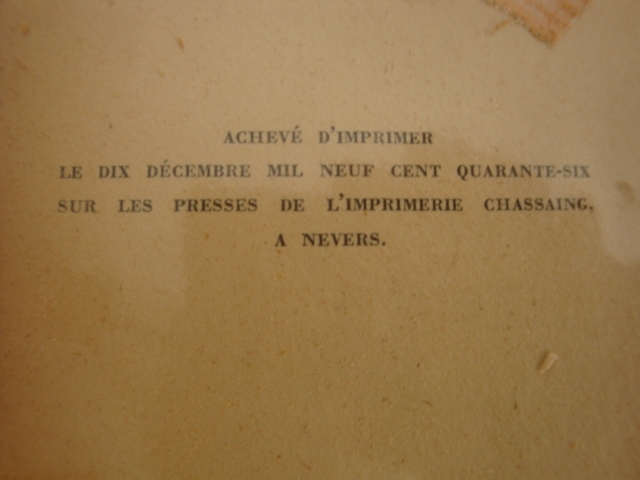 ACHEVÉ D'IMPRIMER
LE DIX DÉCEMBRE MIL NEUF CENT QUARANTE-SIX
SUR LES PRESSES DE L'IMPRIMERIE CHASSAING.
A NEVERS.